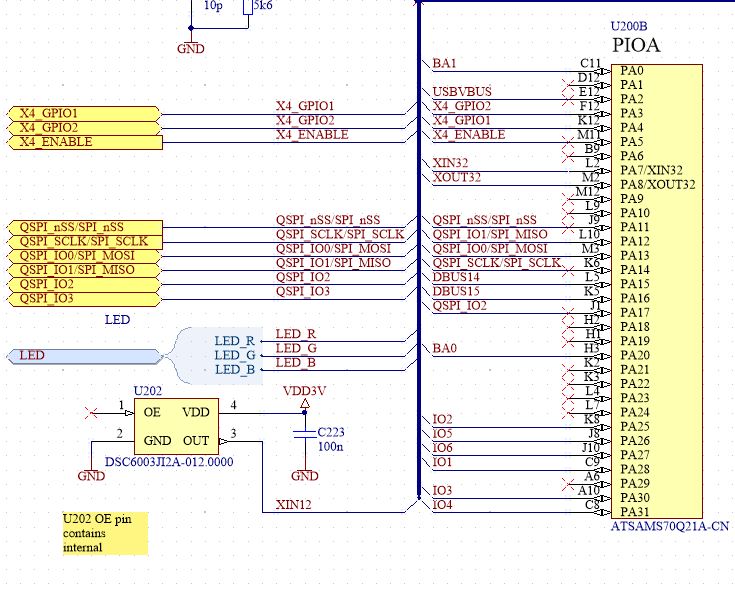 10p
5k6
GND
U200B
PIOA
BA1 C11 PA0
D12 PA1
USBVBUS E12 PA2
X4_GPIO1 X4_GPIO1 X4_GPIO2 F12 PA3
X4_GPIO2 X4_GPIO2 X4_GPIO1 K12 PA4
X4_ENABLE X4_ENABLE X4_ENABLE M11 PA5
B9 PA6
XIN32 L2 PA7/XIN32
XOUT32 M2 PA8/XOUT32
M12 PA9
L9 PA10
QSPI_nSS/SPI_nSS QSPI_nSS/SPI_nSS QSPI_nSS/SPI_nSS J9 PA11
QSPI_SCLK/SPI_SCLK QSPI_SCLK/SPI_SCLK QSPI_IO1/SPI_MISO L10 PA12
QSPI_IO0/SPI_MOSI QSPI_IO0/SPI_MOSI QSPI_IO0/SPI_MOSI M3 PA13
QSPI_IO1/SPI_MISO QSPI_IO1/SPI_MISO QSPI_SCLK/SPI_SCLK K6 PA14
QSPI_IO2 QSPI_IO2 DBUS14 L5 PA15
QSPI_IO3 QSPI_IO3 DBUS15 K5 PA16
QSPI_IO2 J1 PA17
LED
H2 PA18
LED_R LED_R H1 PA19
LED LED_G LED_G BA0 H3 PA20
LED_B LED_B K2 PA21
K3 PA22
U202 VDD3V L4 PA23
1 OE VDD 4 L7 PA24
IO2 K8 PA25
2 GND OUT 3 C223 IO5 J8 PA26
100n IO6 J10 PA27
DSC6003JI2A-012.0000 IO1 C9 PA28
GND GND A6 PA29
IO3 A10 PA30
XIN12 IO4 C8 PA31
ATSAMS70Q21A-CN
U202 OE pin
contains
internal